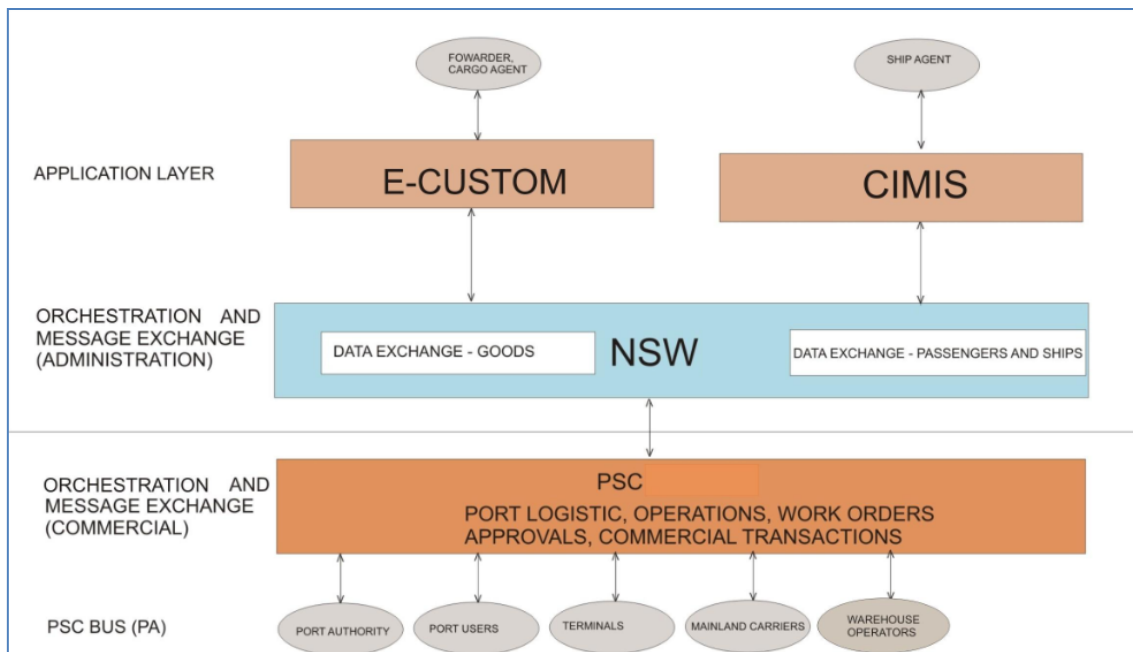 FOWARDER,
CARGO AGENT
SHIP AGENT
APPLICATION LAYER
E-CUSTOM
CIMIS
ORCHESTRATION AND
MESSAGE EXCHANGE
(ADMINISTRATION)
DATA EXCHANGE - GOODS
NSW
DATA EXCHANGE - PASSENGERS AND SHIPS
ORCHESTRATION AND
MESSAGE EXCHANGE
(COMMERCIAL)
PSC
PORT LOGISTIC, OPERATIONS, WORK ORDERS
APPROVALS, COMMERCIAL TRANSACTIONS
PSC BUS (PA)
PORT AUTHORITY
PORT USERS
TERMINALS
MAINLAND CARRIERS
WAREHOUSE
OPERATORS